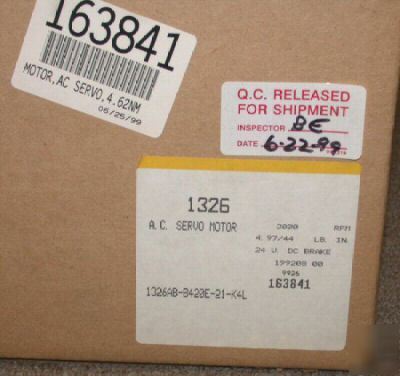 163841
MOTOR,AC SERVO,4.62NM
05/25/99
Q.C. RELEASED
FOR SHIPMENT
INSPECTOR BE
DATE 6-22-99
1326
A.C. SERVO MOTOR
3000 RPM
4.97/44 LB. IN.
24 V. DC BRAKE
199208 00
9926
163841
1326AB-B420E-21-K4L